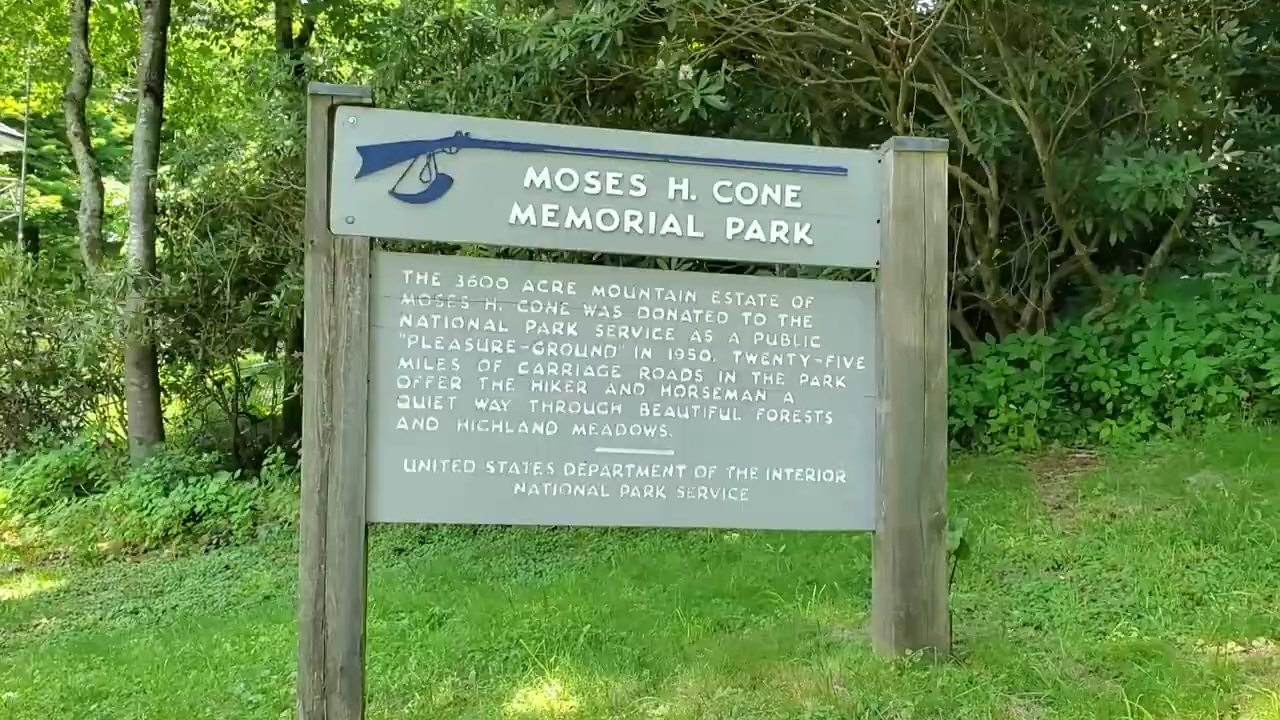 MOSES H. CONE
MEMORIAL PARK
THE 3600 ACRE MOUNTAIN ESTATE OF
MOSES H. CONE WAS DONATED TO THE
NATIONAL PARK SERVICE AS A PUBLIC
"PLEASURE-GROUND" IN 1950. TWENTY-FIVE
MILES OF CARRIAGE ROADS IN THE PARK
OFFER THE HIKER AND HORSEMAN A
QUIET WAY THROUGH BEAUTIFUL FORESTS
AND HIGHLAND MEADOWS.
UNITED STATES DEPARTMENT OF THE INTERIOR
NATIONAL PARK SERVICE